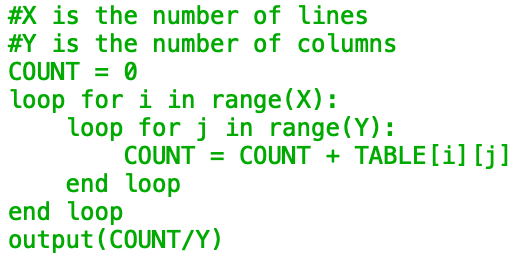 #X is the number of lines
#Y is the number of columns
COUNT = 0
loop for i in range(X):
    loop for j in range(Y):
        COUNT = COUNT + TABLE[i][j]
    end loop
end loop
output(COUNT/Y)